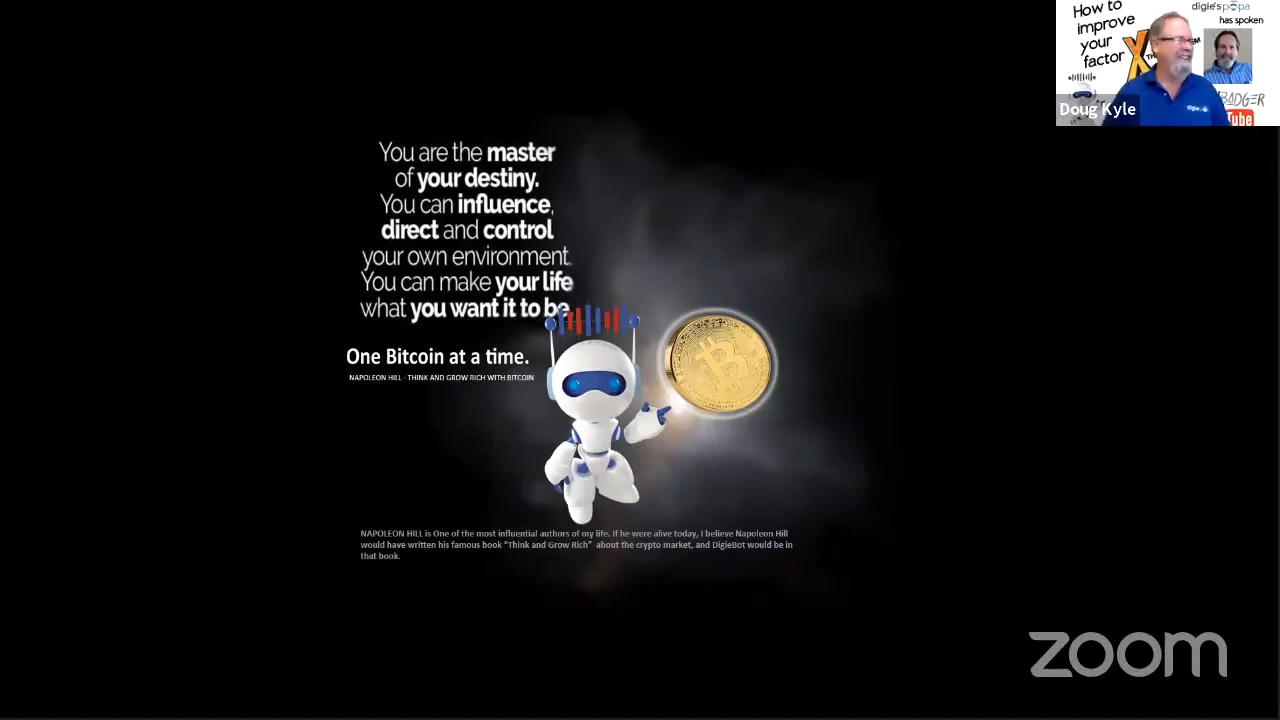 You are the master
of your destiny.
You can influence,
direct and control
your own environment.
You can make your life
what you want it to be
One Bitcoin at a time.
NAPOLEON HILL - THINK AND GROW RICH WITH BITCOIN
NAPOLEON HILL is One of the most influential authors of my life. If he were alive today, I believe Napoleon Hill
would have written his famous book "Think and Grow Rich" about the crypto market, and DigieBot would be in
that book.
How to
improve
your
factor X
digie's popa
has spoken
BADGER
Tube
Doug Kyle
digie
zoom